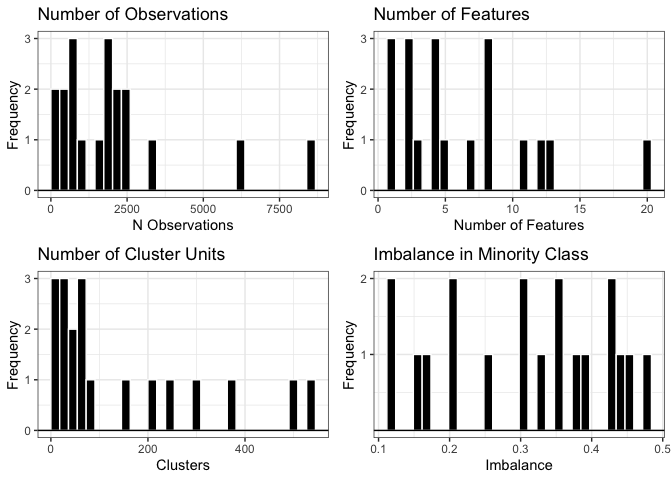 Number of Observations
3
2
1
0
Frequency
0 2500 5000 7500
N Observations
Number of Features
3
2
1
0
Frequency
0 5 10 15 20
Number of Features
Number of Cluster Units
3
2
1
0
Frequency
0 200 400
Clusters
Imbalance in Minority Class
2
1
Frequency
0.1 0.2 0.3 0.4 0.5
Imbalance